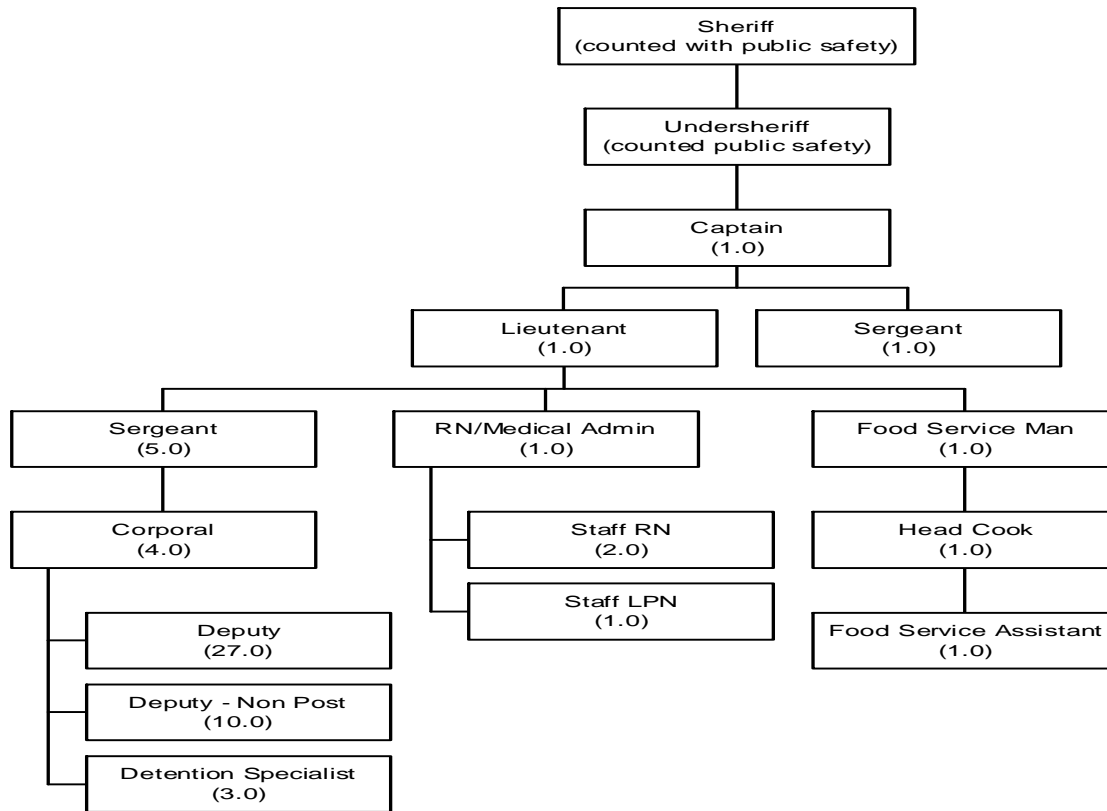 Sheriff
(counted with public safety)
Undersheriff
(counted public safety)
Captain
(1.0)
Lieutenant
(1.0)
Sergeant
(1.0)
Sergeant
(5.0)
RN/Medical Admin
(1.0)
Food Service Man
(1.0)
Corporal
(4.0)
Staff RN
(2.0)
Head Cook
(1.0)
Staff LPN
(1.0)
Deputy
(27.0)
Food Service Assistant
(1.0)
Deputy - Non Post
(10.0)
Detention Specialist
(3.0)